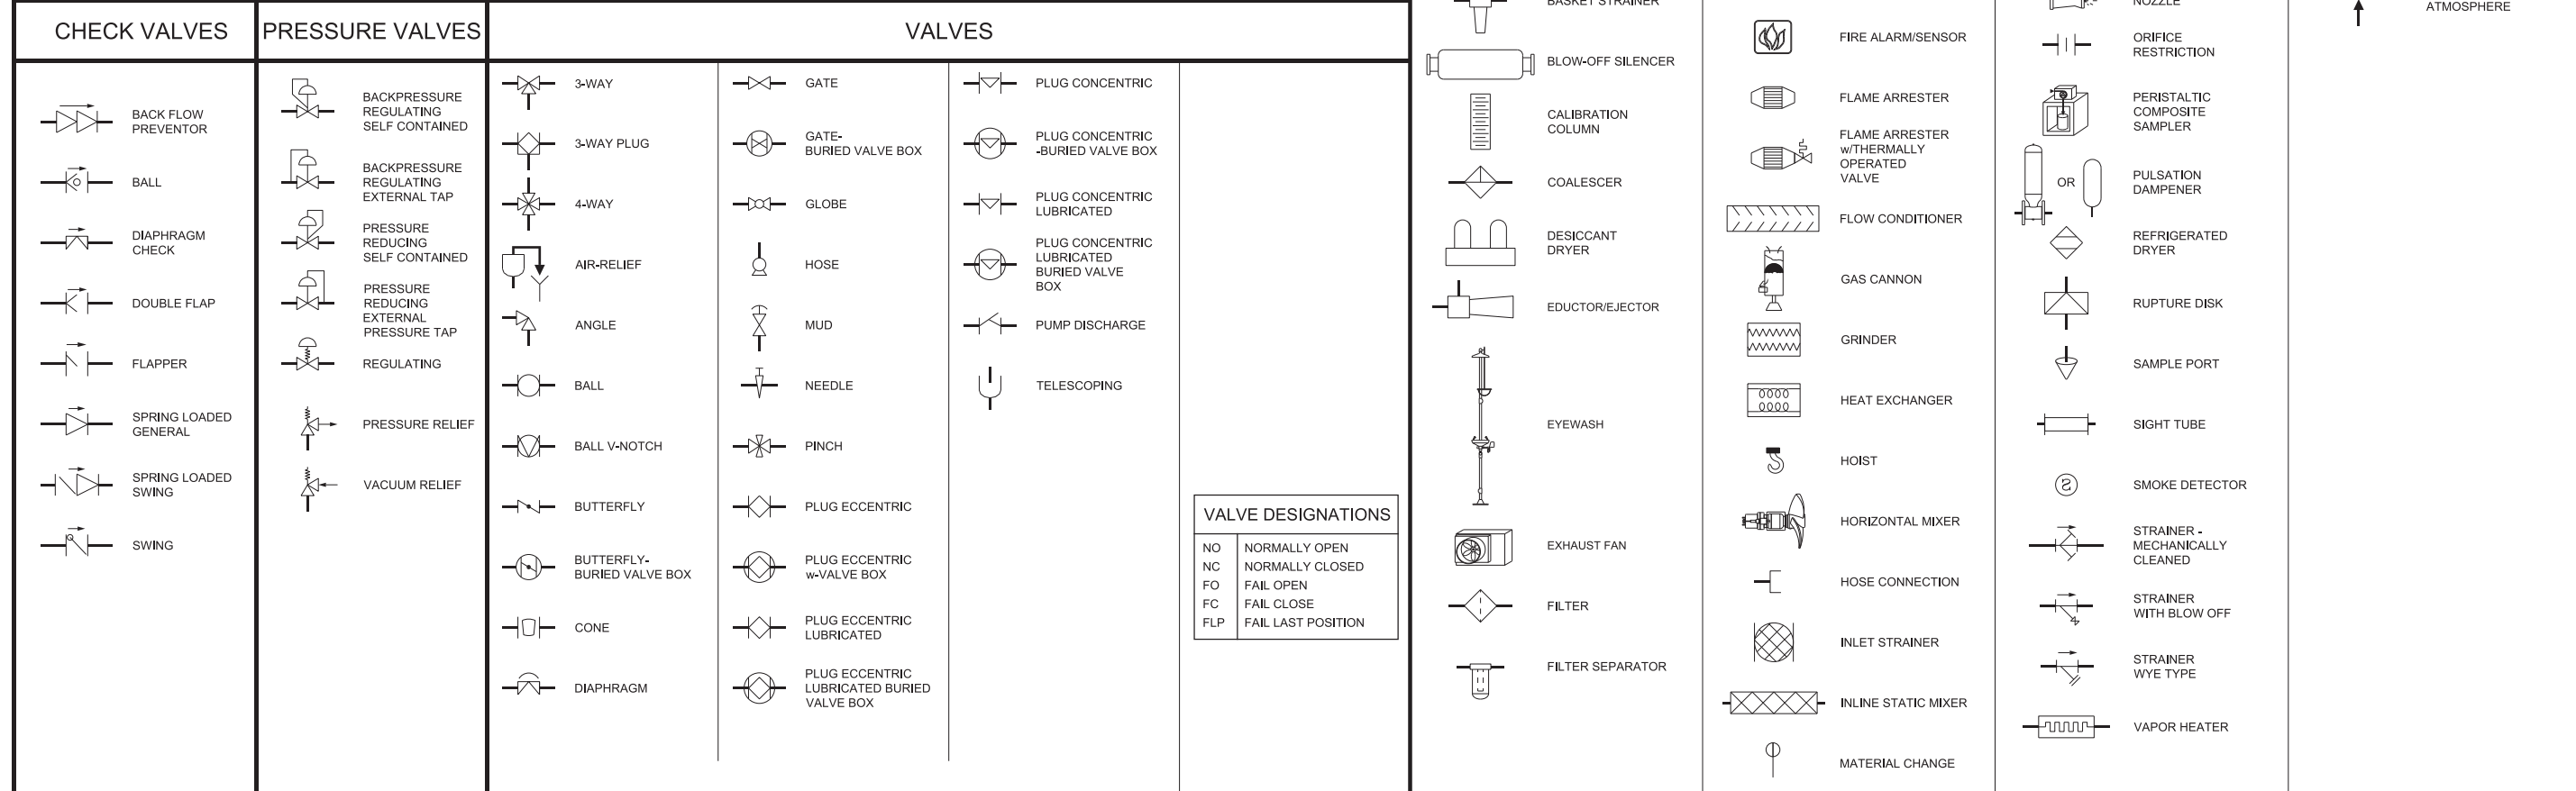 CHECK VALVES
BACK FLOW
PREVENTOR
BALL
DIAPHRAGM
CHECK
DOUBLE FLAP
FLAPPER
SPRING LOADED
GENERAL
SPRING LOADED
SWING
SWING
PRESSURE VALVES
BACKPRESSURE
REGULATING
SELF CONTAINED
BACKPRESSURE
REGULATING
EXTERNAL TAP
PRESSURE
REDUCING
SELF CONTAINED
PRESSURE
REDUCING
EXTERNAL
PRESSURE TAP
REGULATING
PRESSURE RELIEF
VACUUM RELIEF
VALVES
3-WAY
3-WAY PLUG
4-WAY
AIR-RELIEF
ANGLE
BALL
BALL V-NOTCH
BUTTERFLY
BUTTERFLY-
BURIED VALVE BOX
CONE
DIAPHRAGM
GATE
GATE-
BURIED VALVE BOX
GLOBE
HOSE
MUD
NEEDLE
PINCH
PLUG ECCENTRIC
PLUG ECCENTRIC
w-VALVE BOX
PLUG ECCENTRIC
LUBRICATED
PLUG ECCENTRIC
LUBRICATED BURIED
VALVE BOX
PLUG CONCENTRIC
PLUG CONCENTRIC
-BURIED VALVE BOX
PLUG CONCENTRIC
LUBRICATED
PLUG CONCENTRIC
LUBRICATED
BURIED VALVE
BOX
PUMP DISCHARGE
TELESCOPING
VALVE DESIGNATIONS
NO NORMALLY OPEN
NC NORMALLY CLOSED
FO FAIL OPEN
FC FAIL CLOSE
FLP FAIL LAST POSITION
BASKET STRAINER
BLOW-OFF SILENCER
CALIBRATION
COLUMN
COALESCER
DESICCANT
DRYER
EDUCTOR/EJECTOR
EYEWASH
EXHAUST FAN
FILTER
FILTER SEPARATOR
FIRE ALARM/SENSOR
FLAME ARRESTER
FLAME ARRESTER
w/THERMALLY
OPERATED
VALVE
FLOW CONDITIONER
GAS CANNON
GRINDER
HEAT EXCHANGER
HOIST
HORIZONTAL MIXER
HOSE CONNECTION
INLET STRAINER
INLINE STATIC MIXER
MATERIAL CHANGE
NOZZLE
ORIFICE
RESTRICTION
PERISTALTIC
COMPOSITE
SAMPLER
OR
PULSATION
DAMPENER
REFRIGERATED
DRYER
RUPTURE DISK
SAMPLE PORT
SIGHT TUBE
SMOKE DETECTOR
STRAINER -
MECHANICALLY
CLEANED
STRAINER
WITH BLOW OFF
STRAINER
WYE TYPE
VAPOR HEATER
ATMOSPHERE